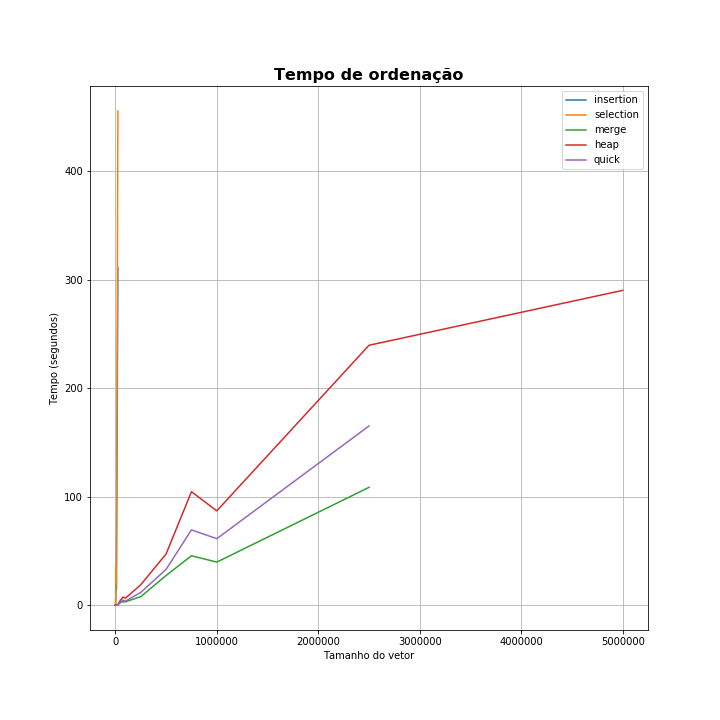 Tempo de ordenação
insertion
selection
merge
heap
quick
Tempo (segundos)
400
300
200
100
0
0 1000000 2000000 3000000 4000000 5000000
Tamanho do vetor